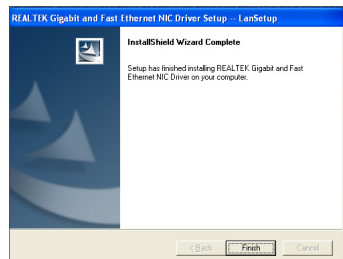 REALTEK Gigabit and Fast Ethernet NIC Driver Setup -- LanSetup
InstallShield Wizard Complete
Setup has finished installing REALTEK Gigabit and Fast
Ethernet NIC Driver on your computer.
< Back
Finish
Cancel